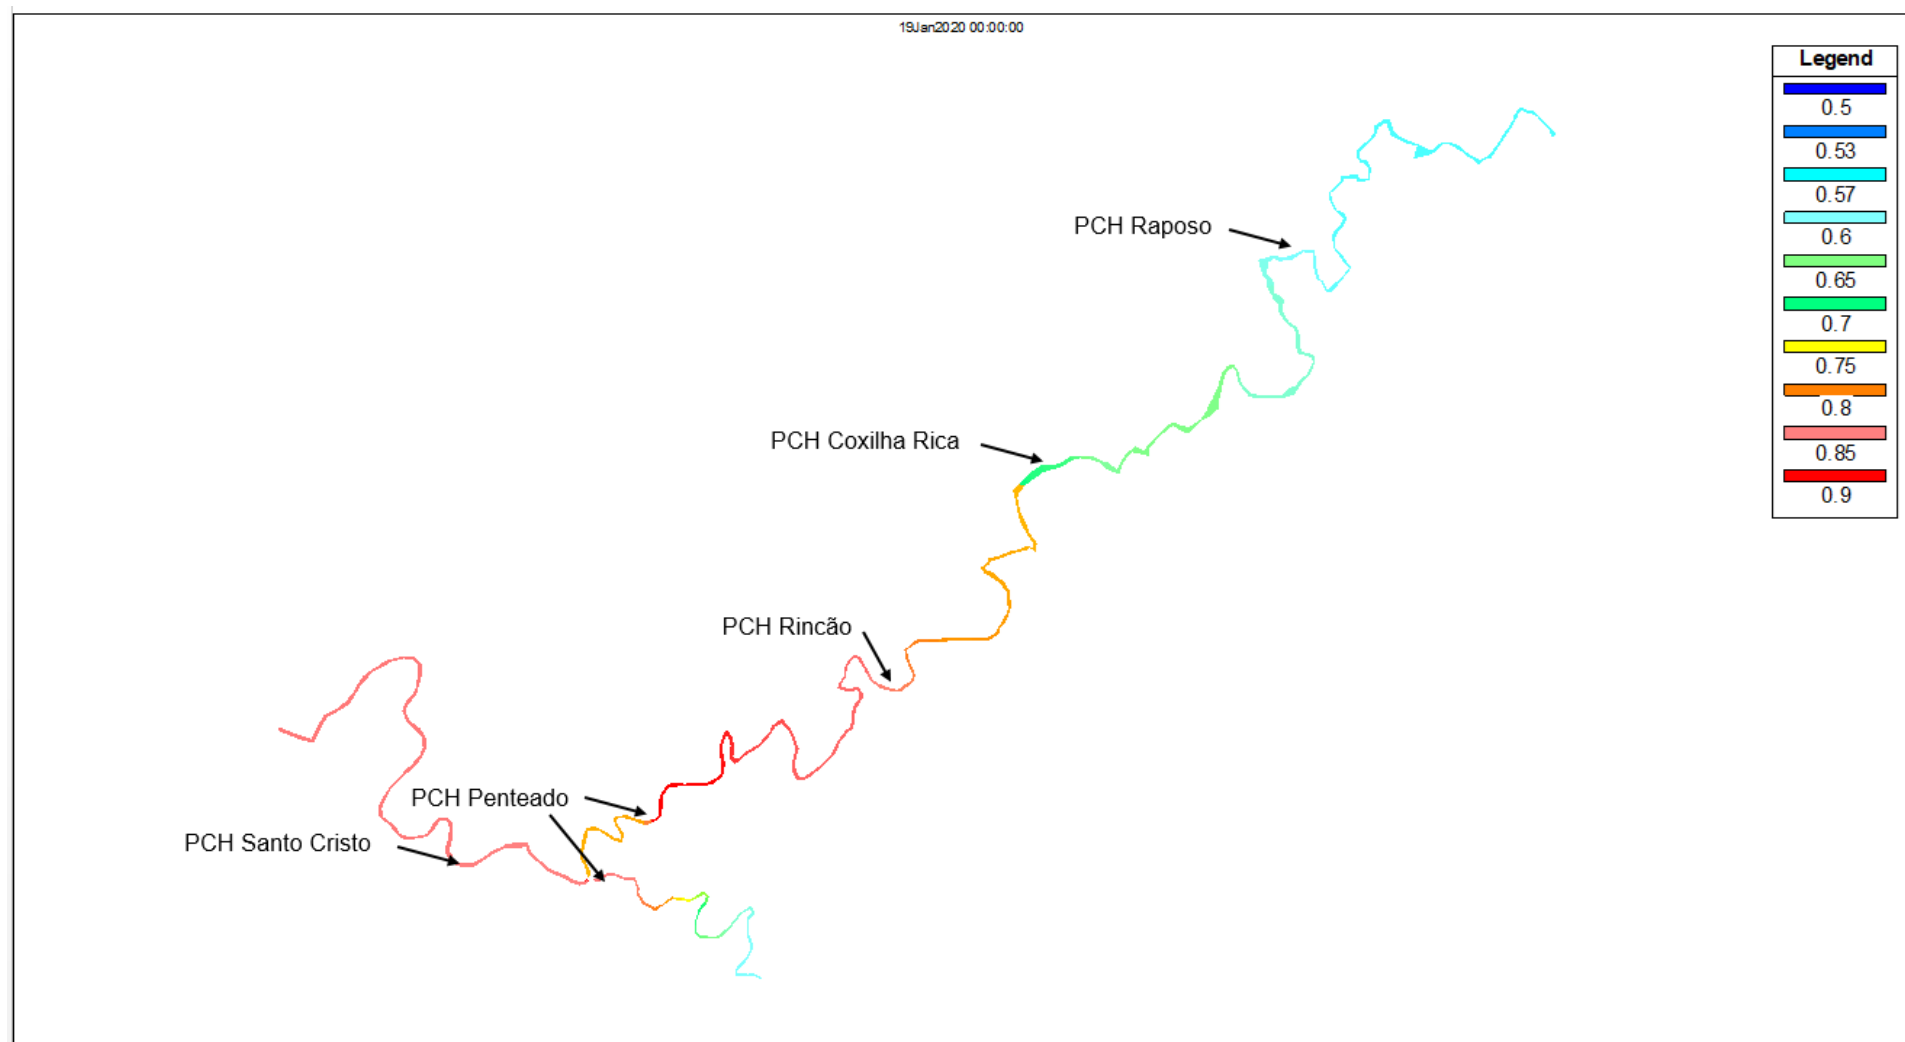 19Jan2020 00:00:00
Legend
0.5
0.53
0.57
0.6
0.65
0.7
0.75
0.8
0.85
0.9
PCH Raposo
PCH Coxilha Rica
PCH Rincão
PCH Penteado
PCH Santo Cristo